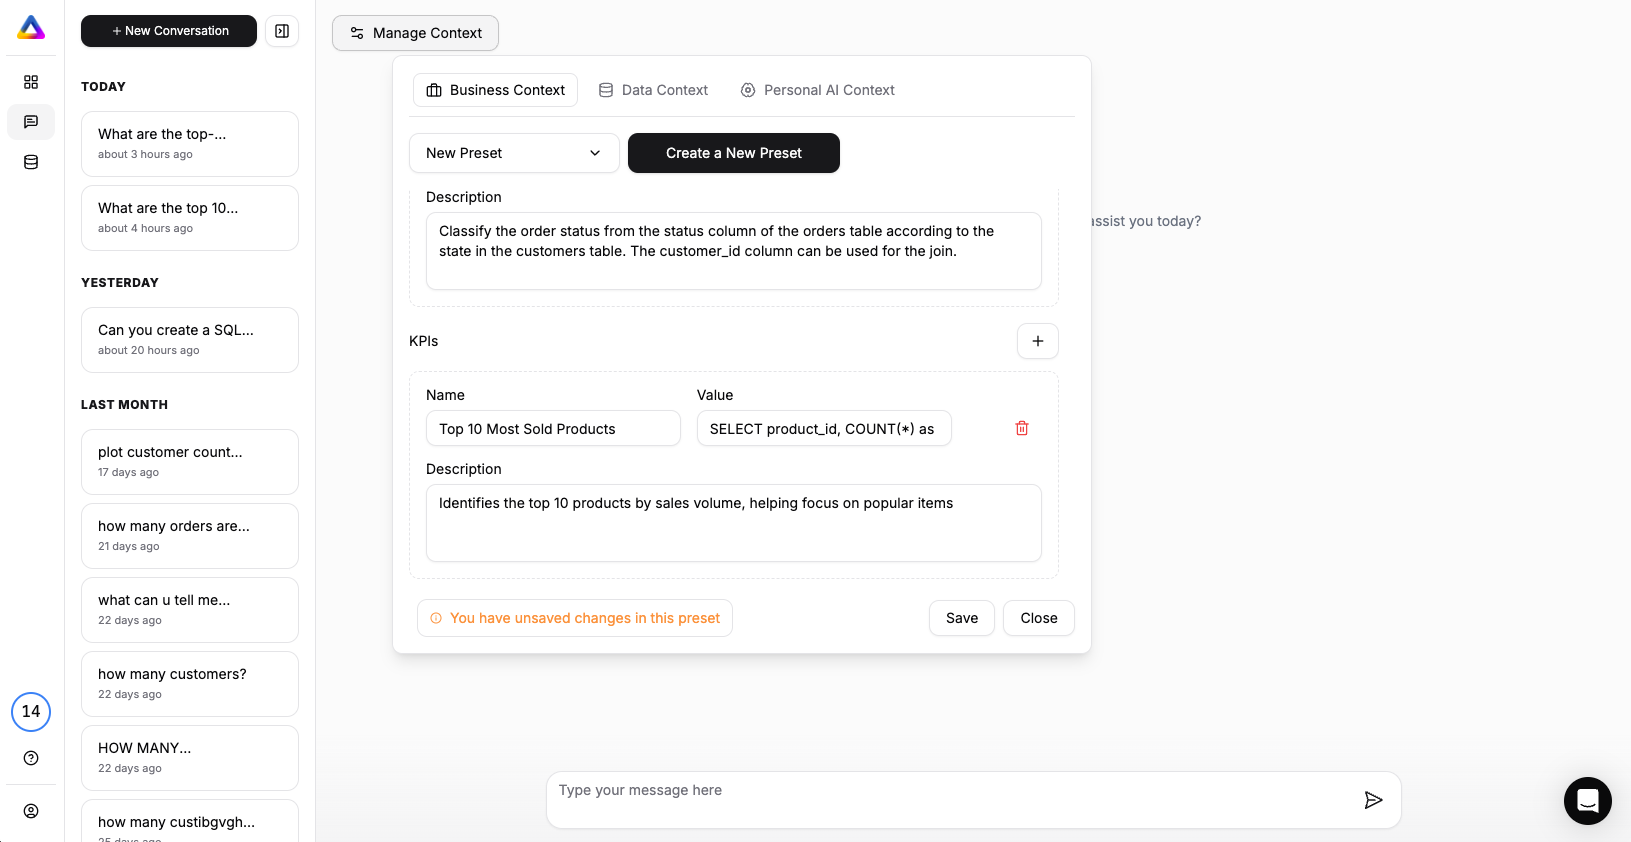 + New Conversation
Manage Context
TODAY
What are the top-...
about 3 hours ago
What are the top 10...
about 4 hours ago
YESTERDAY
Can you create a SQL...
about 20 hours ago
LAST MONTH
plot customer count...
17 days ago
how many orders are...
21 days ago
what can u tell me...
22 days ago
how many customers?
22 days ago
HOW MANY...
22 days ago
how many custibgvgh...
25 days ago
14
Business Context
Data Context
Personal AI Context
New Preset
Create a New Preset
Description
Classify the order status from the status column of the orders table according to the
state in the customers table. The customer_id column can be used for the join.
KPIs
Name
Value
Top 10 Most Sold Products
SELECT product_id, COUNT(*) as
Description
Identifies the top 10 products by sales volume, helping focus on popular items
You have unsaved changes in this preset
Save
Close
assist you today?
Type your message here